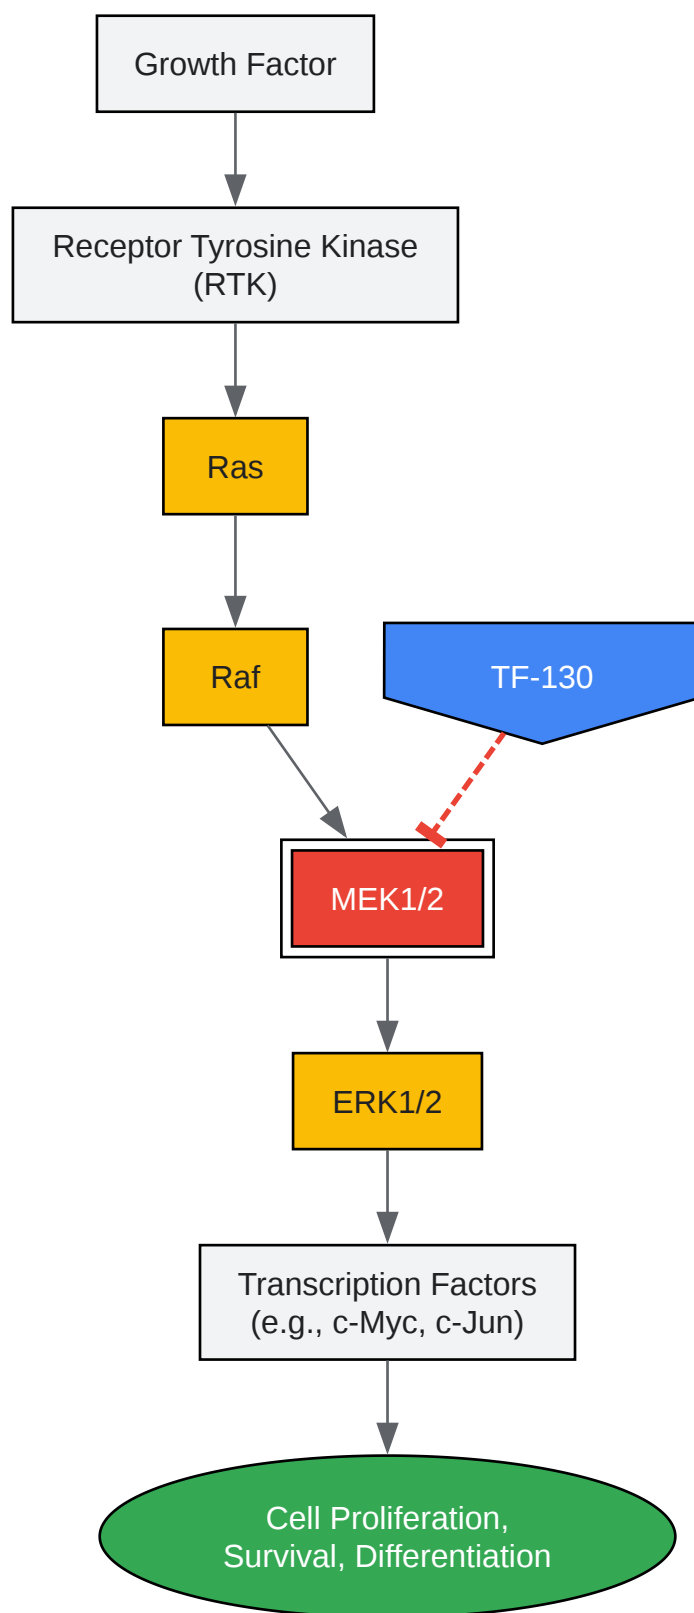 Growth Factor
Receptor Tyrosine Kinase
(RTK)
Ras
Raf
TF-130
MEK1/2
ERK1/2
Transcription Factors
(e.g., c-Myc, c-Jun)
Cell Proliferation,
Survival, Differentiation